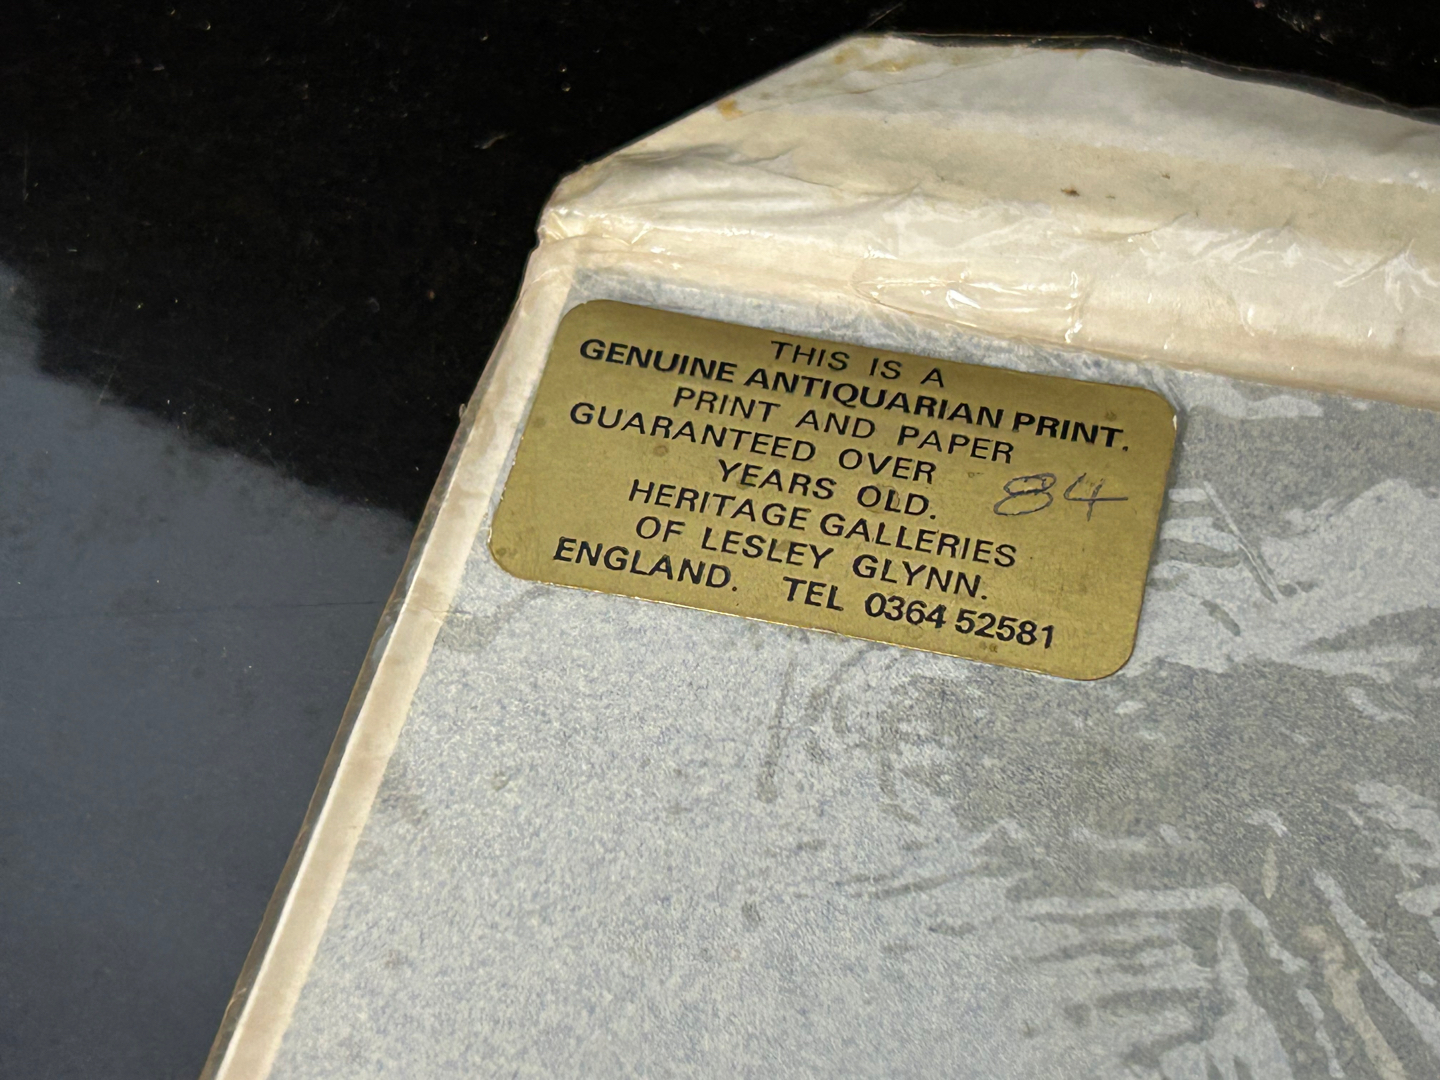 THIS IS A
GENUINE ANTIQUARIAN PRINT.
PRINT AND PAPER
GUARANTEED OVER
84
YEARS OLD.
HERITAGE GALLERIES
OF LESLEY GLYNN.
ENGLAND. TEL 0364 52581